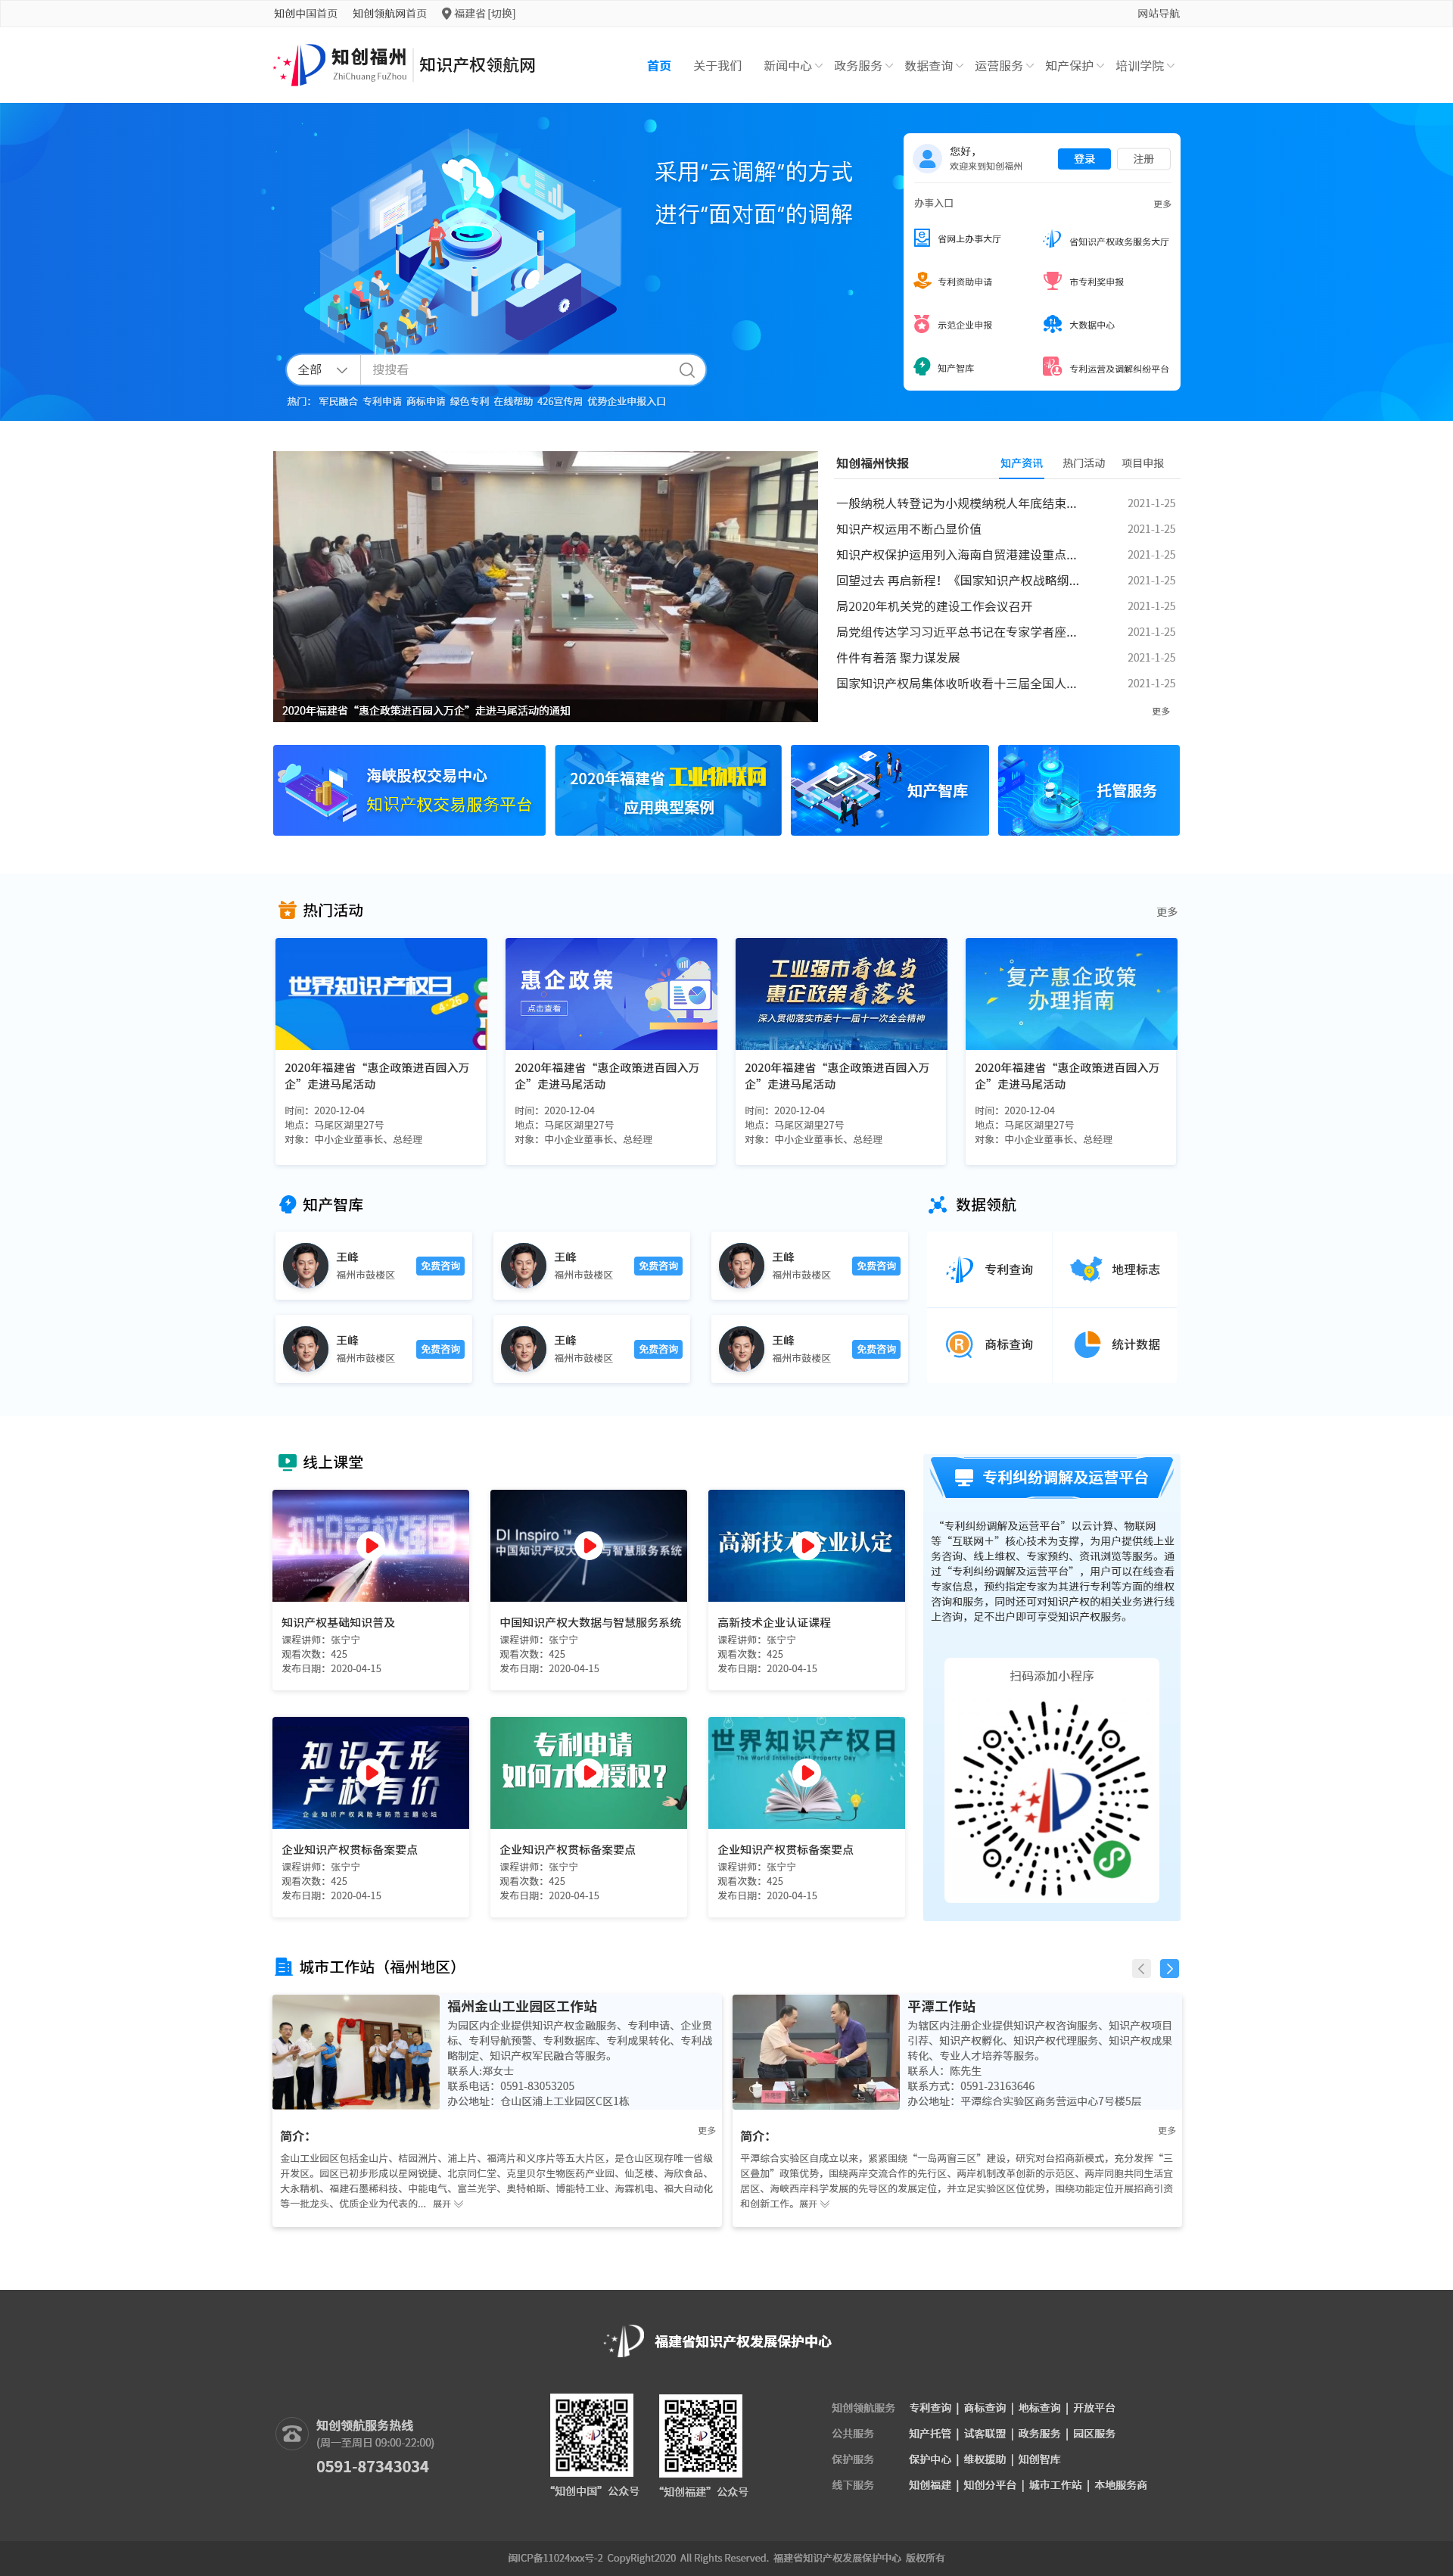 知创中国首页 知创领航网首页 福建省 [切换] 网站导航
知创福州
ZhiChuang FuZhou
知识产权领航网
首页 关于我们 新闻中心 政务服务 数据查询 运营服务 知产保护 培训学院
采用“云调解”的方式
进行“面对面”的调解
您好，
欢迎来到知创福州
登录 注册
办事入口 更多
省网上办事大厅 省知识产权政务服务大厅
专利资助申请 市专利奖申报
示范企业申报 大数据中心
知产智库 专利运营及调解纠纷平台
全部 搜搜看
热门： 军民融合 专利申请 商标申请 绿色专利 在线帮助 426宣传周 优势企业申报入口
2020年福建省“惠企政策进百园入万企”走进马尾活动的通知
知创福州快报 知产资讯 热门活动 项目申报
一般纳税人转登记为小规模纳税人年底结束... 2021-1-25
知识产权运用不断凸显价值 2021-1-25
知识产权保护运用列入海南自贸港建设重点... 2021-1-25
回望过去 再启新程！《国家知识产权战略纲... 2021-1-25
局2020年机关党的建设工作会议召开 2021-1-25
局党组传达学习习近平总书记在专家学者座... 2021-1-25
件件有着落 聚力谋发展 2021-1-25
国家知识产权局集体收听收看十三届全国人... 2021-1-25
更多
海峡股权交易中心
知识产权交易服务平台
2020年福建省 工业物联网
应用典型案例
知产智库
托管服务
热门活动 更多
世界知识产权日
4·26
惠企政策
点击查看
工业强市看担当
惠企政策看落实
深入贯彻落实市委十一届十一次全会精神
复产惠企政策
办理指南
2020年福建省“惠企政策进百园入万
企”走进马尾活动
时间：2020-12-04
地点：马尾区湖里27号
对象：中小企业董事长、总经理
2020年福建省“惠企政策进百园入万
企”走进马尾活动
时间：2020-12-04
地点：马尾区湖里27号
对象：中小企业董事长、总经理
2020年福建省“惠企政策进百园入万
企”走进马尾活动
时间：2020-12-04
地点：马尾区湖里27号
对象：中小企业董事长、总经理
2020年福建省“惠企政策进百园入万
企”走进马尾活动
时间：2020-12-04
地点：马尾区湖里27号
对象：中小企业董事长、总经理
知产智库
王峰
福州市鼓楼区
免费咨询
王峰
福州市鼓楼区
免费咨询
王峰
福州市鼓楼区
免费咨询
王峰
福州市鼓楼区
免费咨询
王峰
福州市鼓楼区
免费咨询
王峰
福州市鼓楼区
免费咨询
数据领航
专利查询 地理标志
商标查询 统计数据
线上课堂
知识产权强国
知识产权基础知识普及
课程讲师：张宁宁
观看次数：425
发布日期：2020-04-15
DI Inspiro ™
中国知识产权大 与智慧服务系统
中国知识产权大数据与智慧服务系统
课程讲师：张宁宁
观看次数：425
发布日期：2020-04-15
高新技术企业认定
高新技术企业认证课程
课程讲师：张宁宁
观看次数：425
发布日期：2020-04-15
知识无形
产权有价
企业知识产权风险与防范主题论坛
企业知识产权贯标备案要点
课程讲师：张宁宁
观看次数：425
发布日期：2020-04-15
专利申请
如何才能授权？
企业知识产权贯标备案要点
课程讲师：张宁宁
观看次数：425
发布日期：2020-04-15
世界知识产权日
The World Intellectual Property Day
企业知识产权贯标备案要点
课程讲师：张宁宁
观看次数：425
发布日期：2020-04-15
专利纠纷调解及运营平台
“专利纠纷调解及运营平台”以云计算、物联网
等“互联网＋”核心技术为支撑，为用户提供线上业
务咨询、线上维权、专家预约、资讯浏览等服务。通
过“专利纠纷调解及运营平台”，用户可以在线查看
专家信息，预约指定专家为其进行专利等方面的维权
咨询和服务，同时还可对知识产权的相关业务进行线
上咨询，足不出户即可享受知识产权服务。
扫码添加小程序
城市工作站（福州地区）
福州金山工业园区工作站
为园区内企业提供知识产权金融服务、专利申请、企业贯
标、专利导航预警、专利数据库、专利成果转化、专利战
略制定、知识产权军民融合等服务。
联系人:郑女士
联系电话：0591-83053205
办公地址：仓山区浦上工业园区C区1栋
简介： 更多
金山工业园区包括金山片、桔园洲片、浦上片、福湾片和义序片等五大片区，是仓山区现存唯一省级
开发区。园区已初步形成以星网锐捷、北京同仁堂、克里贝尔生物医药产业园、仙芝楼、海欣食品、
大永精机、福建石墨稀科技、中能电气、富兰光学、奥特帕斯、博能特工业、海霖机电、福大自动化
等一批龙头、优质企业为代表的... 展开
平潭工作站
为辖区内注册企业提供知识产权咨询服务、知识产权项目
引荐、知识产权孵化、知识产权代理服务、知识产权成果
转化、专业人才培养等服务。
联系人：陈先生
联系方式：0591-23163646
办公地址：平潭综合实验区商务营运中心7号楼5层
简介： 更多
平潭综合实验区自成立以来，紧紧围绕“一岛两窗三区”建设，研究对台招商新模式，充分发挥“三
区叠加”政策优势，围绕两岸交流合作的先行区、两岸机制改革创新的示范区、两岸同胞共同生活宜
居区、海峡西岸科学发展的先导区的发展定位，并立足实验区区位优势，围绕功能定位开展招商引资
和创新工作。展开
福建省知识产权发展保护中心
知创领航服务热线
(周一至周日 09:00-22:00)
0591-87343034
“知创中国”公众号
“知创福建”公众号
知创领航服务 专利查询 | 商标查询 | 地标查询 | 开放平台
公共服务 知产托管 | 试客联盟 | 政务服务 | 园区服务
保护服务 保护中心 | 维权援助 | 知创智库
线下服务 知创福建 | 知创分平台 | 城市工作站 | 本地服务商
闽ICP备11024xxx号-2 CopyRight2020 All Rights Reserved. 福建省知识产权发展保护中心 版权所有